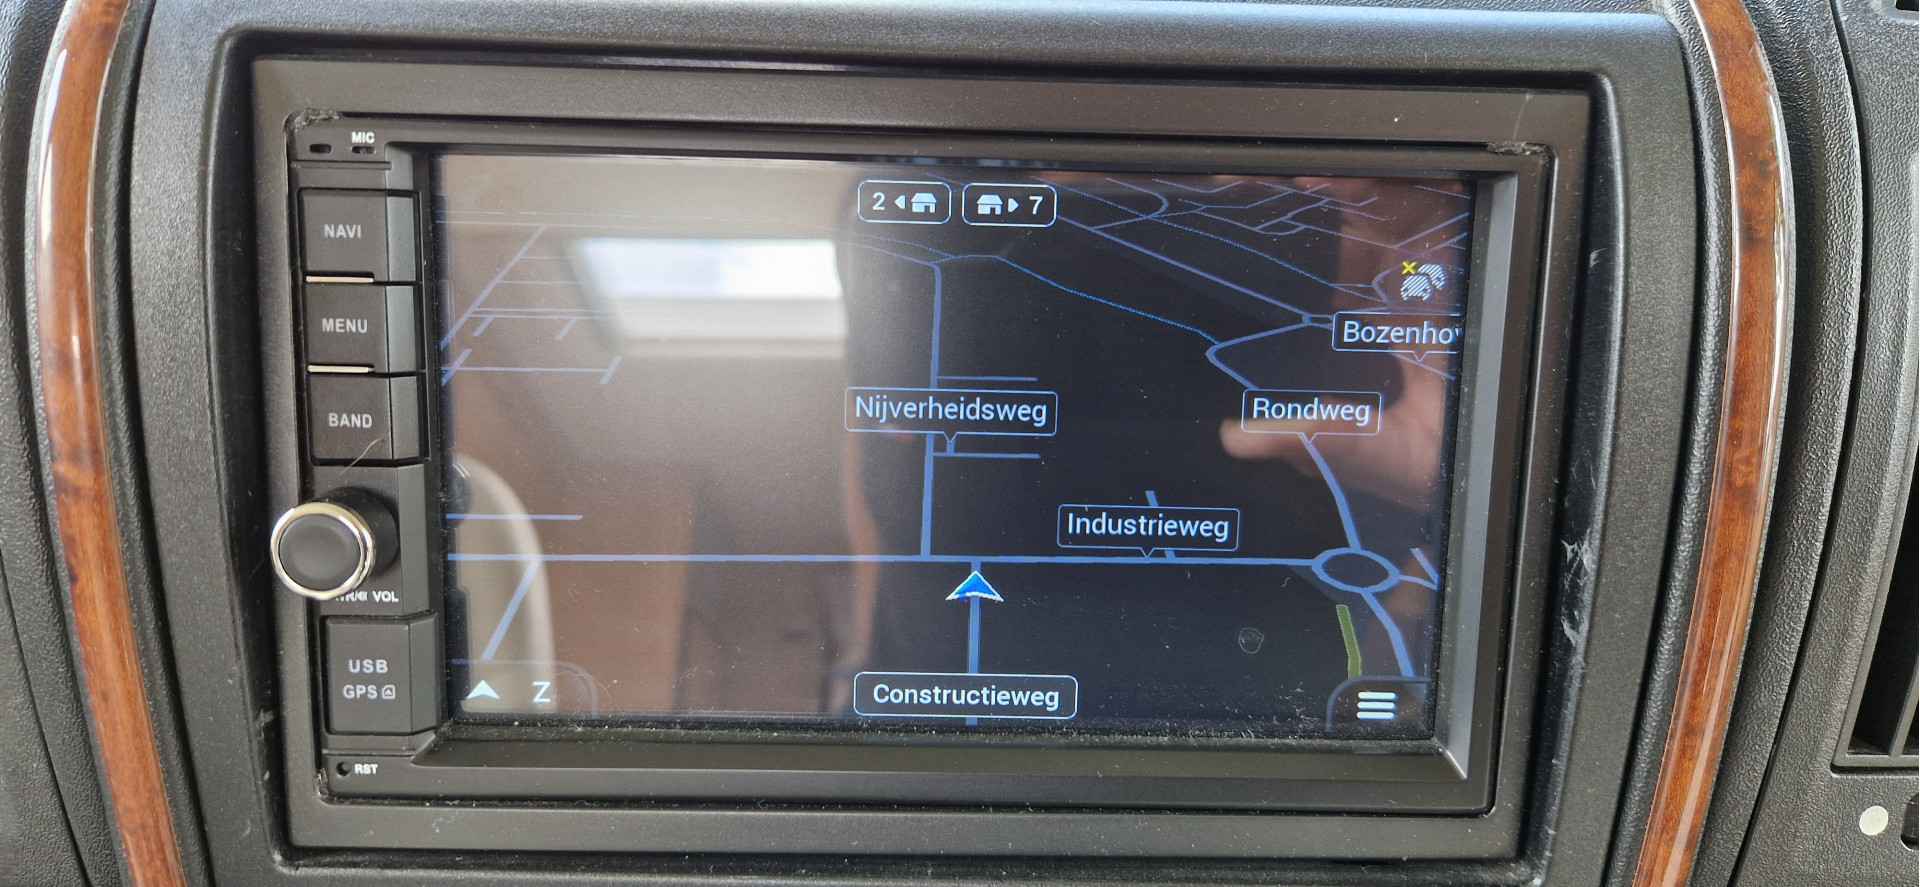 MIC
NAVI
MENU
BAND
VOL
USB
GPS
RST
2
7
Nijverheidsweg
Rondweg
Industrieweg
Constructieweg
Z